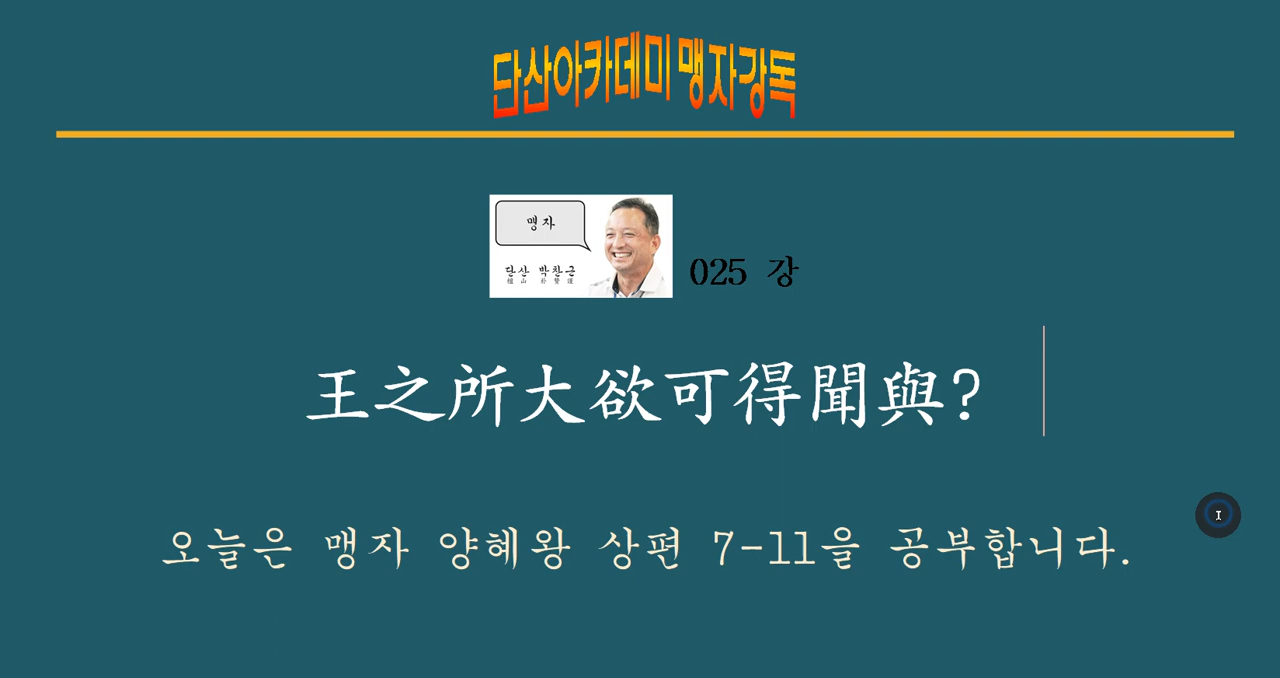 단산아카데미 맹자강독
맹자
단산 박찬근
025 강
王之所大欲可得聞與?
오늘은 맹자 양혜왕 상편 7-11을 공부합니다.